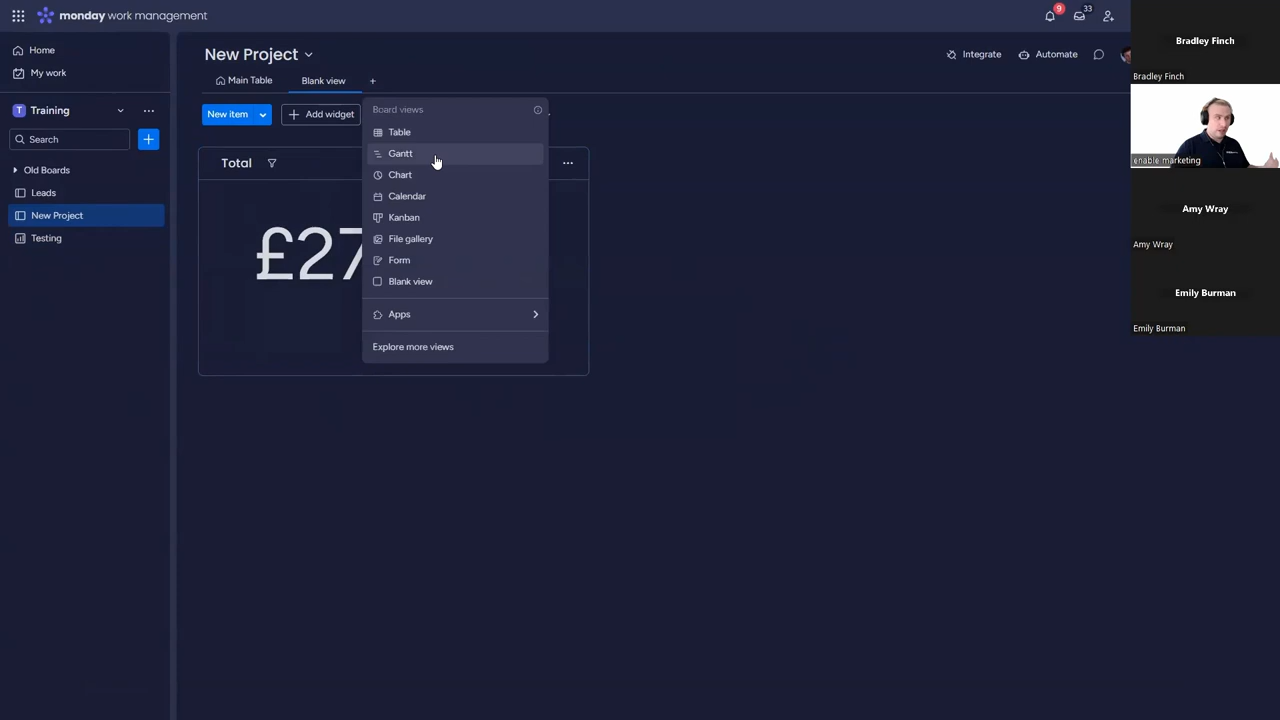 monday work management
9
33
Home
My work
T Training
Search
Old Boards
Leads
New Project
Testing
New Project
Integrate
Automate
Main Table
Blank view
New item
Add widget
Total
£27
Board views
Table
Gantt
Chart
Calendar
Kanban
File gallery
Form
Blank view
Apps
Explore more views
Bradley Finch
Bradley Finch
enable marketing
Amy Wray
Amy Wray
Emily Burman
Emily Burman